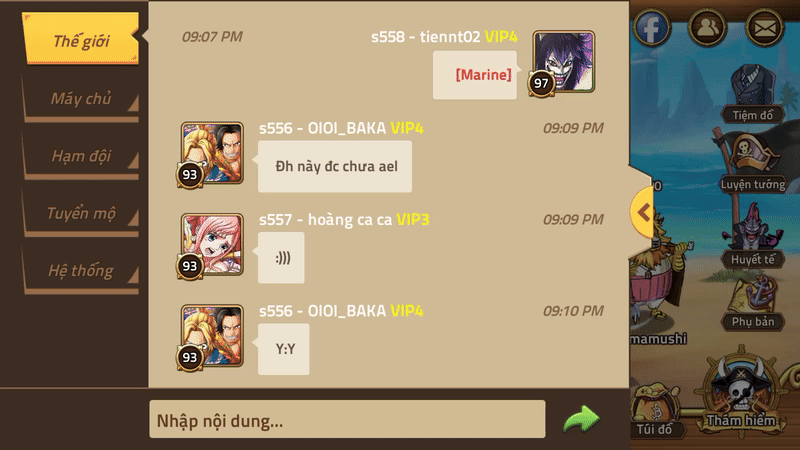 Thế giới
Máy chủ
Hạm đội
Tuyển mộ
Hệ thống
09:07 PM
s558 - tiennt02 VIP4
[Marine]
97
s556 - OIOI_BAKA VIP4
09:09 PM
93
Đh này đc chưa ael
s557 - hoàng ca ca VIP3
09:09 PM
93
:)))
s556 - OIOI_BAKA VIP4
09:10 PM
93
Y:Y
Nhập nội dung...
Tiệm đồ
Luyện tướng
Huyết tế
Phụ bản
mamushi
Túi đồ
Thám hiểm